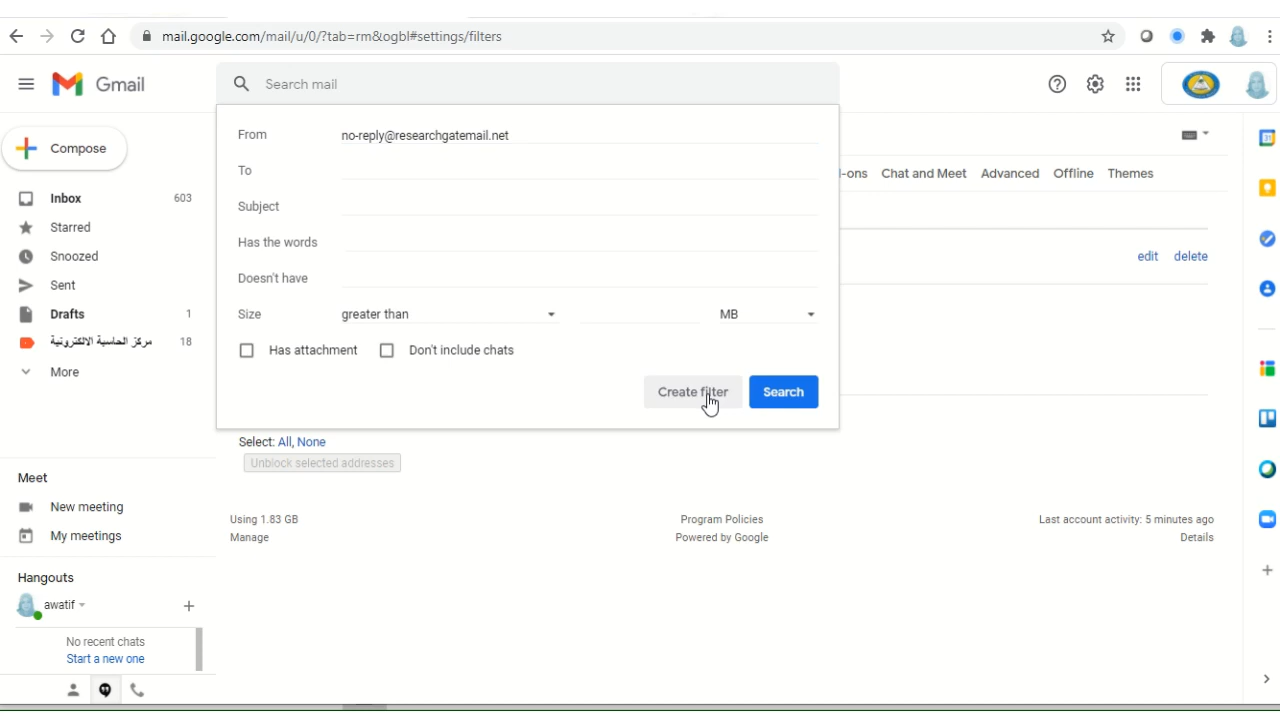 mail.google.com/mail/u/0/?tab=rm&ogbl#settings/filters
Gmail
Search mail
Compose
Inbox 603
Starred
Snoozed
Sent
Drafts 1
مركز الحاسبة الالكترونية 18
More
Meet
New meeting
My meetings
Hangouts
awatif
No recent chats
Start a new one
From no-reply@researchgatemail.net
To
Subject
Has the words
Doesn't have
Size greater than MB
Has attachment Don't include chats
Create filter Search
-ons Chat and Meet Advanced Offline Themes
edit delete
Select: All, None
Unblock selected addresses
Using 1.83 GB
Manage
Program Policies
Powered by Google
Last account activity: 5 minutes ago
Details
31